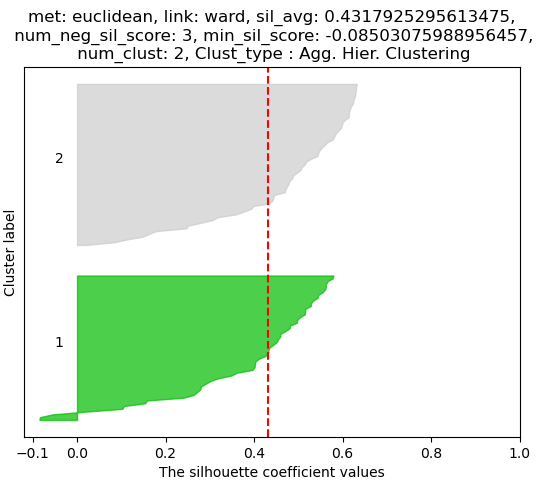 met: euclidean, link: ward, sil_avg: 0.4317925295613475,
num_neg_sil_score: 3, min_sil_score: -0.08503075988956457,
num_clust: 2, Clust_type : Agg. Hier. Clustering
2
1
Cluster label
−0.1 0.0 0.2 0.4 0.6 0.8 1.0
The silhouette coefficient values